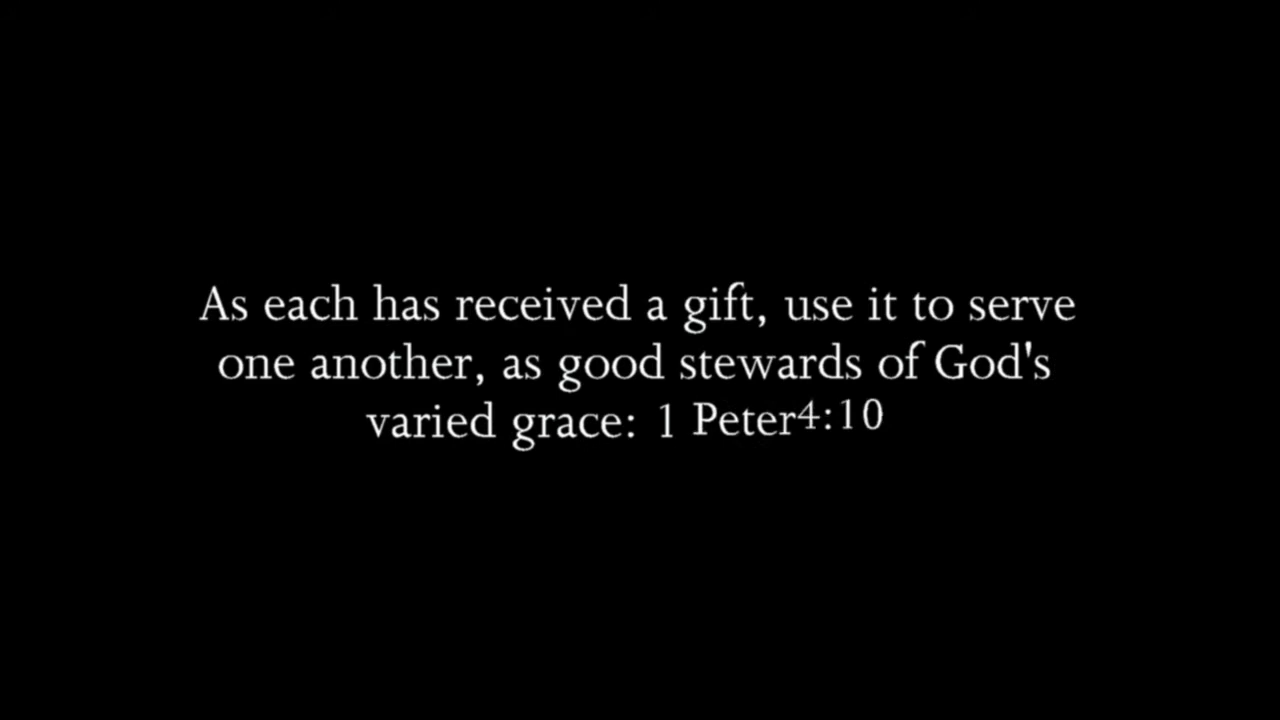 As each has received a gift, use it to serve
one another, as good stewards of God's
varied grace: 1 Peter4:10